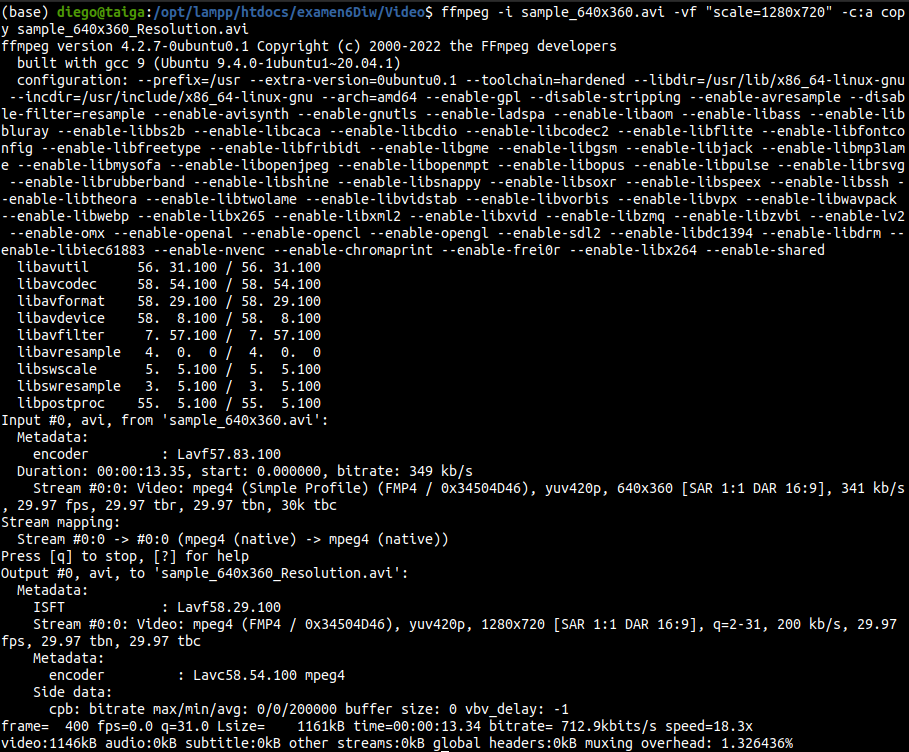 (base) diego@taiga:/opt/lampp/htdocs/examen6Diw/Video$ ffmpeg -i sample_640x360.avi -vf "scale=1280x720" -c:a cop
y sample_640x360_Resolution.avi
ffmpeg version 4.2.7-0ubuntu0.1 Copyright (c) 2000-2022 the FFmpeg developers
  built with gcc 9 (Ubuntu 9.4.0-1ubuntu1~20.04.1)
  configuration: --prefix=/usr --extra-version=0ubuntu0.1 --toolchain=hardened --libdir=/usr/lib/x86_64-linux-gnu
 --incdir=/usr/include/x86_64-linux-gnu --arch=amd64 --enable-gpl --disable-stripping --enable-avresample --disab
le-filter=resample --enable-avisynth --enable-gnutls --enable-ladspa --enable-libaom --enable-libass --enable-lib
bluray --enable-libbs2b --enable-libcaca --enable-libcdio --enable-libcodec2 --enable-libflite --enable-libfontco
nfig --enable-libfreetype --enable-libfribidi --enable-libgme --enable-libgsm --enable-libjack --enable-libmp3lam
e --enable-libmysofa --enable-libopenjpeg --enable-libopenmpt --enable-libopus --enable-libpulse --enable-librsvg
 --enable-librubberband --enable-libshine --enable-libsnappy --enable-libsoxr --enable-libspeex --enable-libssh -
-enable-libtheora --enable-libtwolame --enable-libvidstab --enable-libvorbis --enable-libvpx --enable-libwavpack
--enable-libwebp --enable-libx265 --enable-libxml2 --enable-libxvid --enable-libzmq --enable-libzvbi --enable-lv2
 --enable-omx --enable-openal --enable-opencl --enable-opengl --enable-sdl2 --enable-libdc1394 --enable-libdrm --
enable-libiec61883 --enable-nvenc --enable-chromaprint --enable-frei0r --enable-libx264 --enable-shared
  libavutil      56. 31.100 / 56. 31.100
  libavcodec     58. 54.100 / 58. 54.100
  libavformat    58. 29.100 / 58. 29.100
  libavdevice    58.  8.100 / 58.  8.100
  libavfilter     7. 57.100 /  7. 57.100
  libavresample   4.  0.  0 /  4.  0.  0
  libswscale      5.  5.100 /  5.  5.100
  libswresample   3.  5.100 /  3.  5.100
  libpostproc    55.  5.100 / 55.  5.100
Input #0, avi, from 'sample_640x360.avi':
  Metadata:
    encoder         : Lavf57.83.100
  Duration: 00:00:13.35, start: 0.000000, bitrate: 349 kb/s
    Stream #0:0: Video: mpeg4 (Simple Profile) (FMP4 / 0x34504D46), yuv420p, 640x360 [SAR 1:1 DAR 16:9], 341 kb/s
, 29.97 fps, 29.97 tbr, 29.97 tbn, 30k tbc
Stream mapping:
  Stream #0:0 -> #0:0 (mpeg4 (native) -> mpeg4 (native))
Press [q] to stop, [?] for help
Output #0, avi, to 'sample_640x360_Resolution.avi':
  Metadata:
    ISFT            : Lavf58.29.100
    Stream #0:0: Video: mpeg4 (FMP4 / 0x34504D46), yuv420p, 1280x720 [SAR 1:1 DAR 16:9], q=2-31, 200 kb/s, 29.97
fps, 29.97 tbn, 29.97 tbc
    Metadata:
      encoder         : Lavc58.54.100 mpeg4
    Side data:
      cpb: bitrate max/min/avg: 0/0/200000 buffer size: 0 vbv_delay: -1
frame=  400 fps=0.0 q=31.0 Lsize=    1161kB time=00:00:13.34 bitrate= 712.9kbits/s speed=18.3x
video:1146kB audio:0kB subtitle:0kB other streams:0kB global headers:0kB muxing overhead: 1.326436%